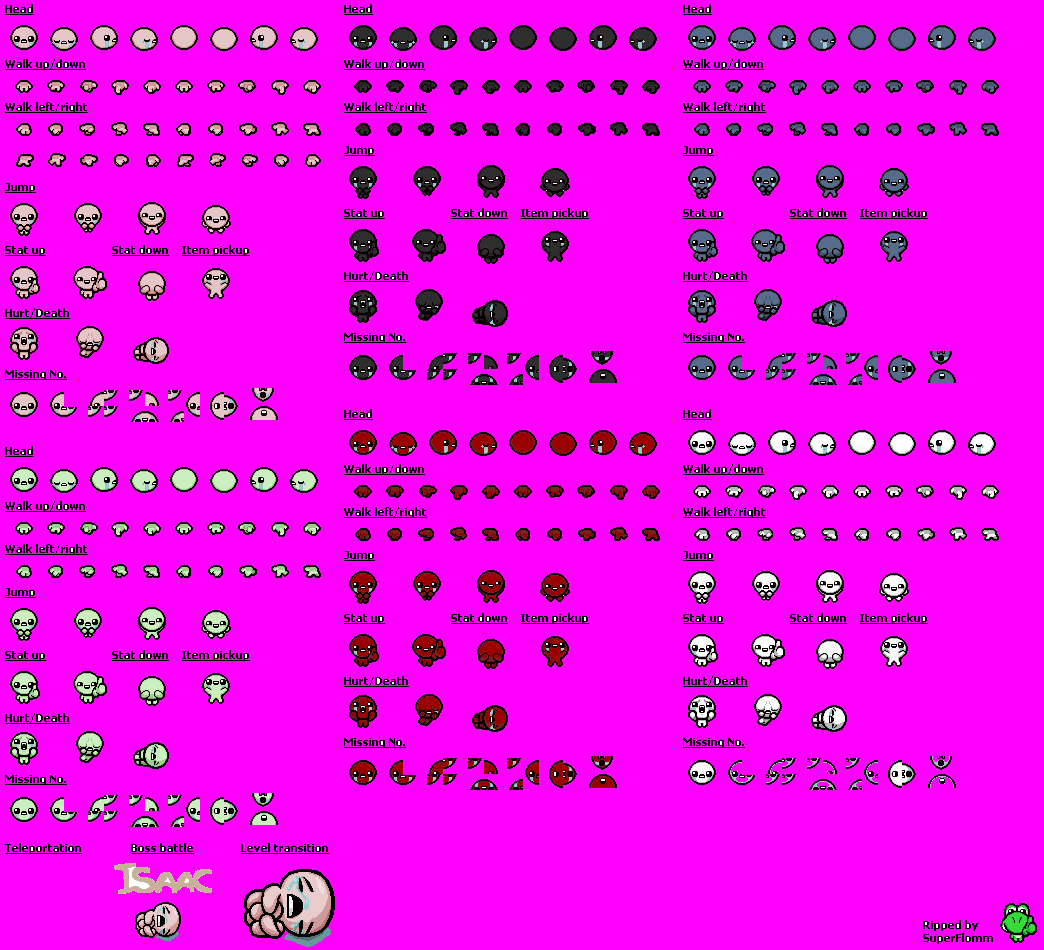 Head
Walk up/down
Walk left/right
Jump
Stat up Stat down Item pickup
Hurt/Death
Missing No.
Head
Walk up/down
Walk left/right
Jump
Stat up Stat down Item pickup
Hurt/Death
Missing No.
Teleportation Boss battle Level transition
ISAAC
Head
Walk up/down
Walk left/right
Jump
Stat up Stat down Item pickup
Hurt/Death
Missing No.
Head
Walk up/down
Walk left/right
Jump
Stat up Stat down Item pickup
Hurt/Death
Missing No.
Head
Walk up/down
Walk left/right
Jump
Stat up Stat down Item pickup
Hurt/Death
Missing No.
Head
Walk up/down
Walk left/right
Jump
Stat up Stat down Item pickup
Hurt/Death
Missing No.
Ripped by
SuperFlomm